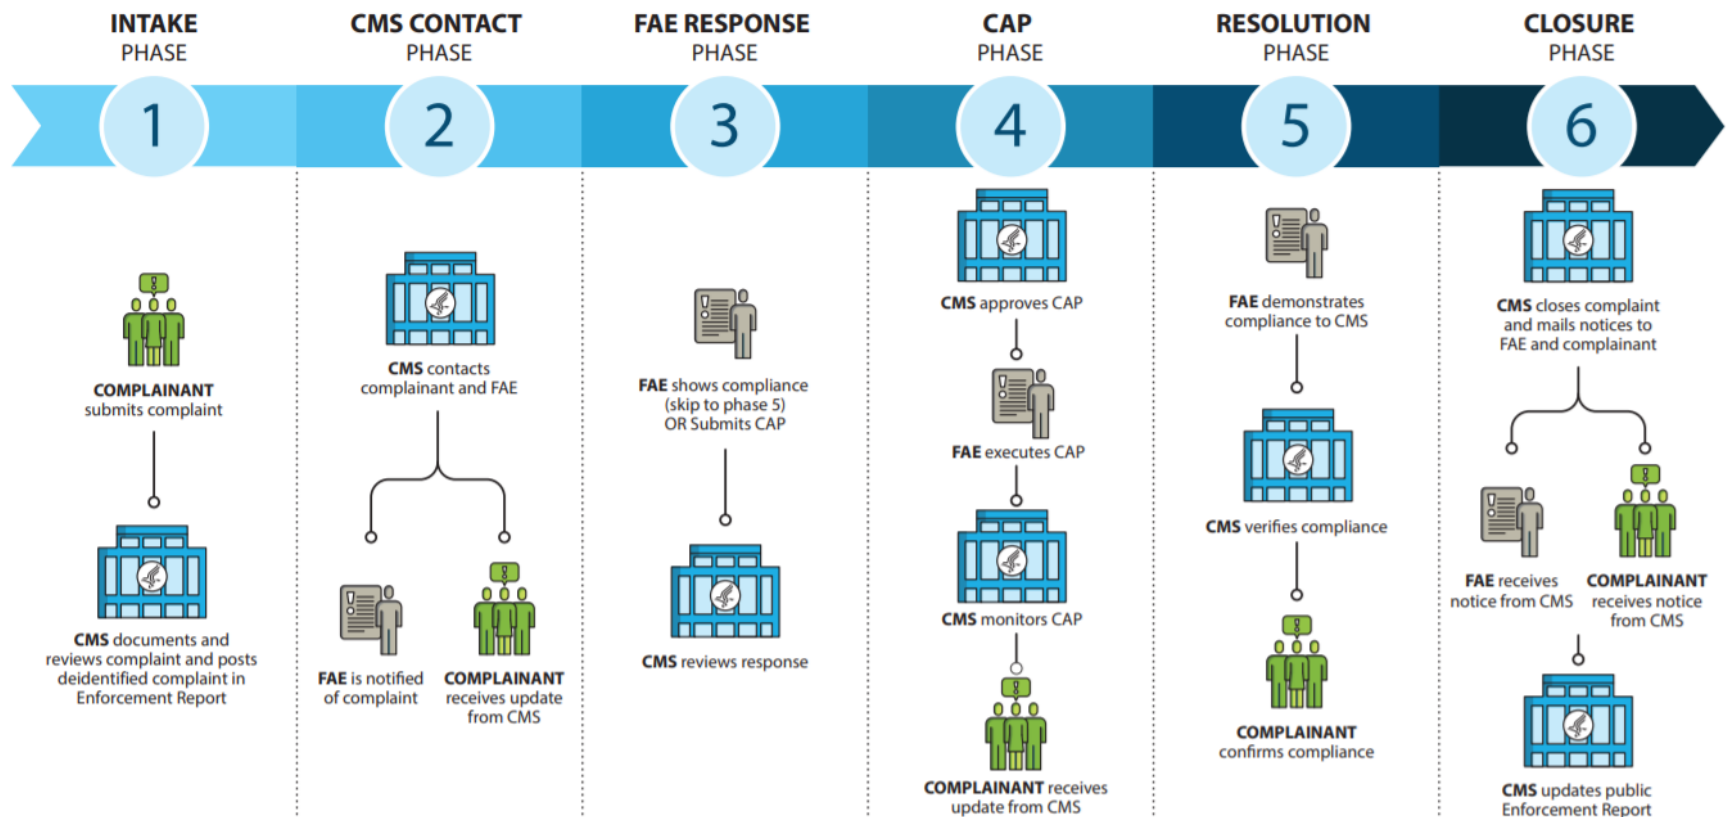 INTAKE
PHASE
1
COMPLAINANT
submits complaint
CMS documents and
reviews complaint and posts
deidentified complaint in
Enforcement Report
CMS CONTACT
PHASE
2
CMS contacts
complainant and FAE
FAE is notified
of complaint
COMPLAINANT
receives update
from CMS
FAE RESPONSE
PHASE
3
FAE shows compliance
(skip to phase 5)
OR Submits CAP
CMS reviews response
CAP
PHASE
4
CMS approves CAP
FAE executes CAP
CMS monitors CAP
COMPLAINANT receives
update from CMS
RESOLUTION
PHASE
5
FAE demonstrates
compliance to CMS
CMS verifies compliance
COMPLAINANT
confirms compliance
CLOSURE
PHASE
6
CMS closes complaint
and mails notices to
FAE and complainant
FAE receives
notice from CMS
COMPLAINANT
receives notice
from CMS
CMS updates public
Enforcement Report